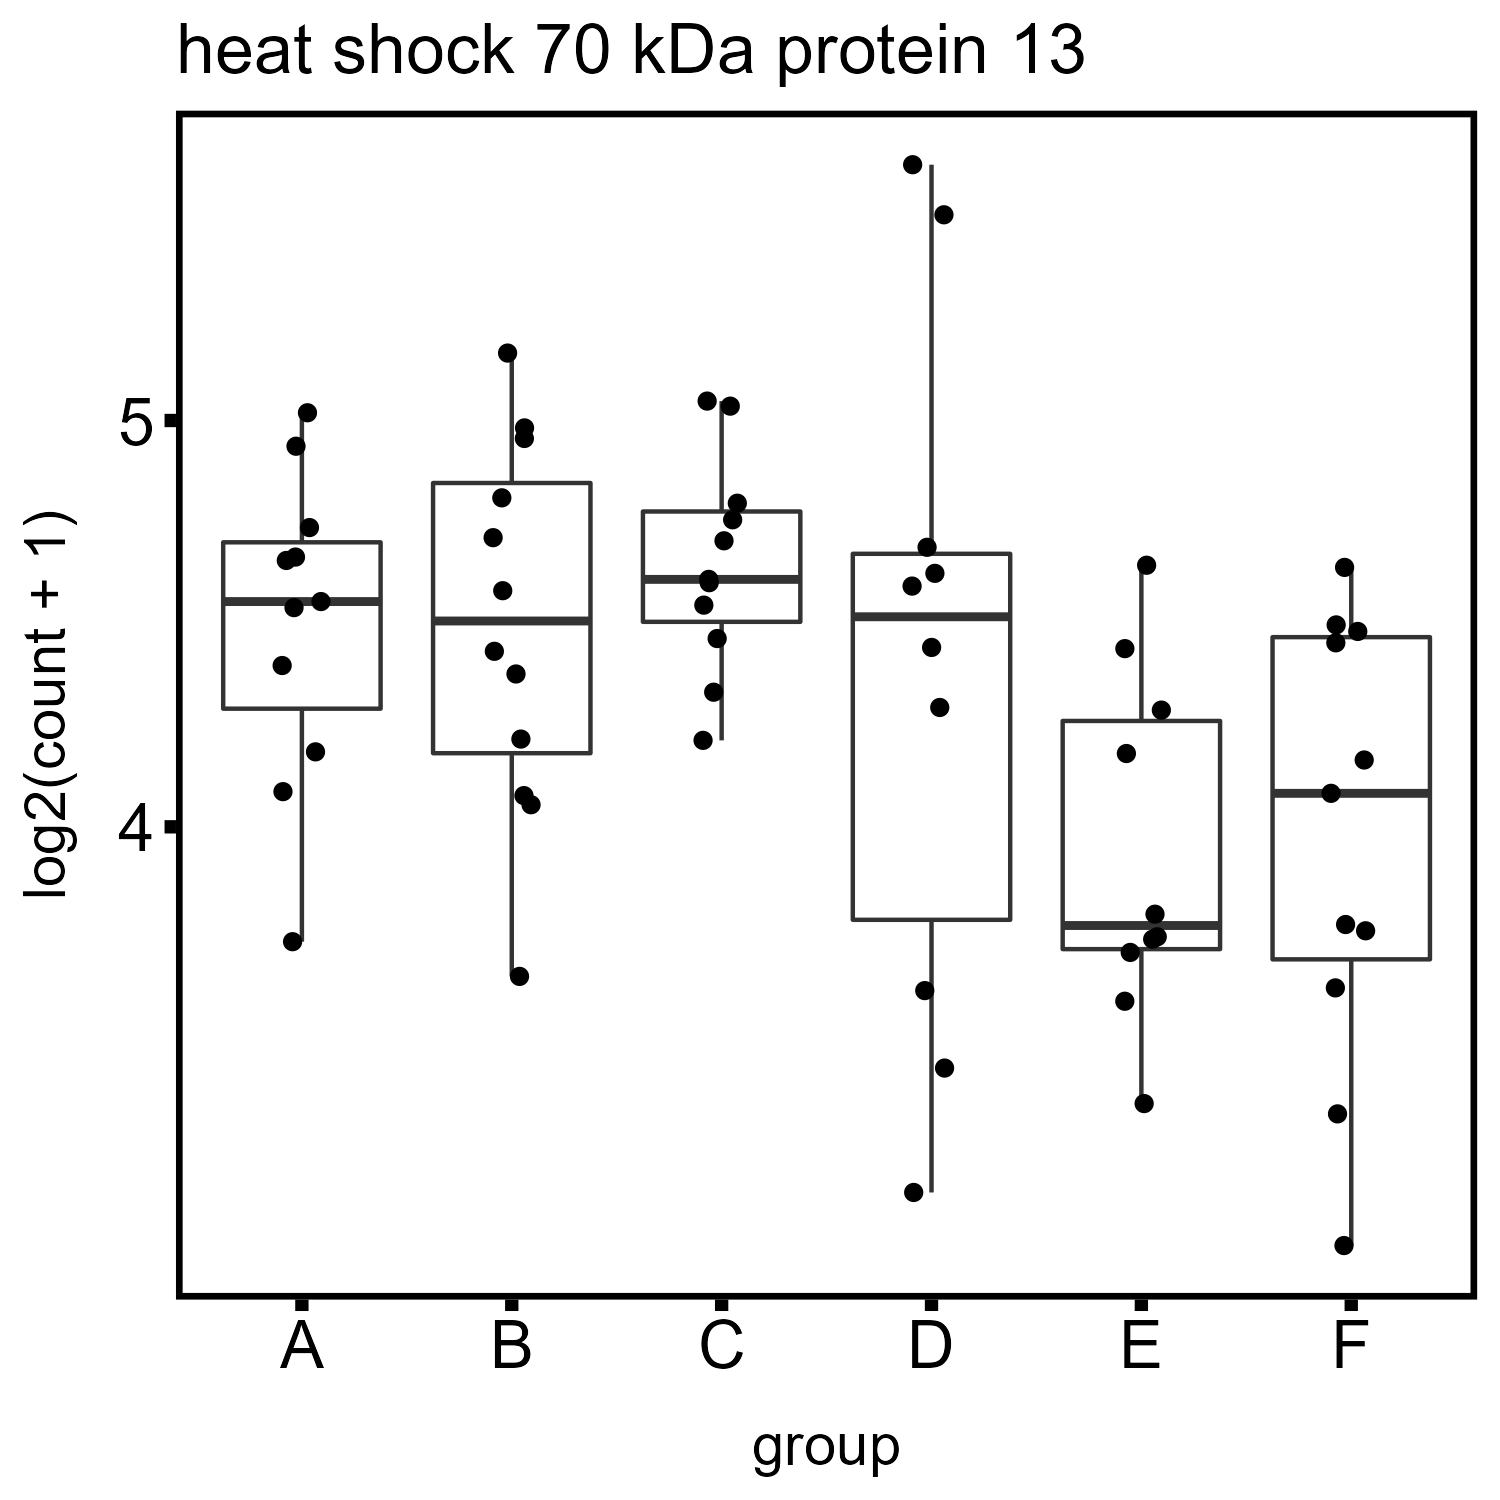 heat shock 70 kDa protein 13
log2(count + 1)
5
4
A B C D E F
group